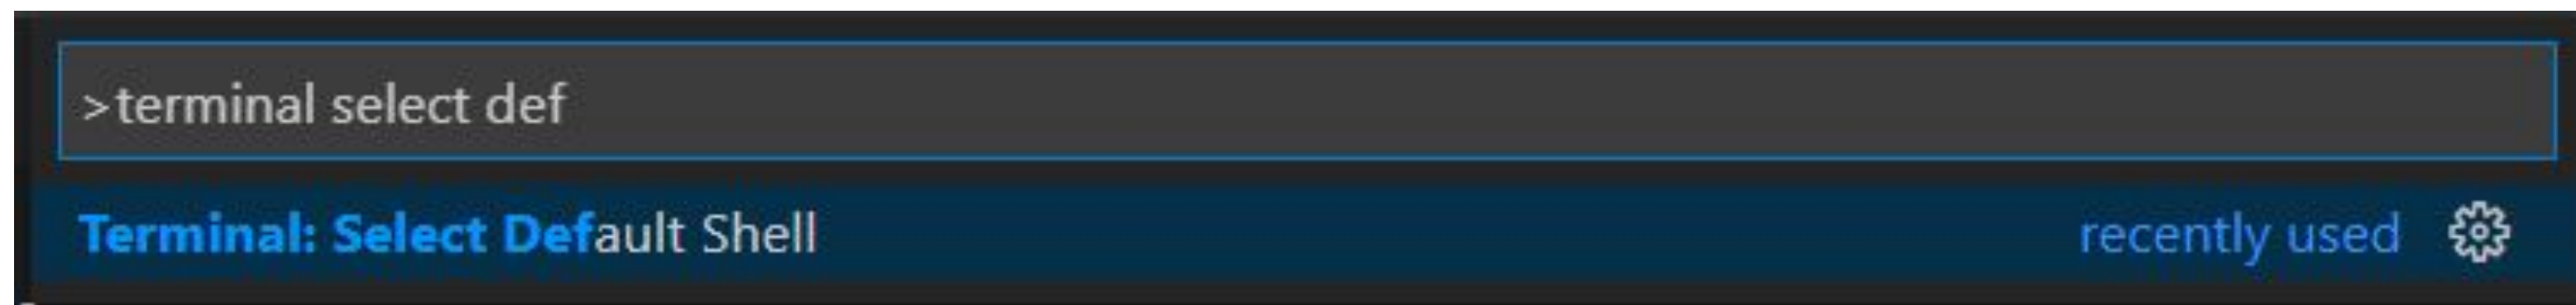 >terminal select def
Terminal: Select Default Shell recently used